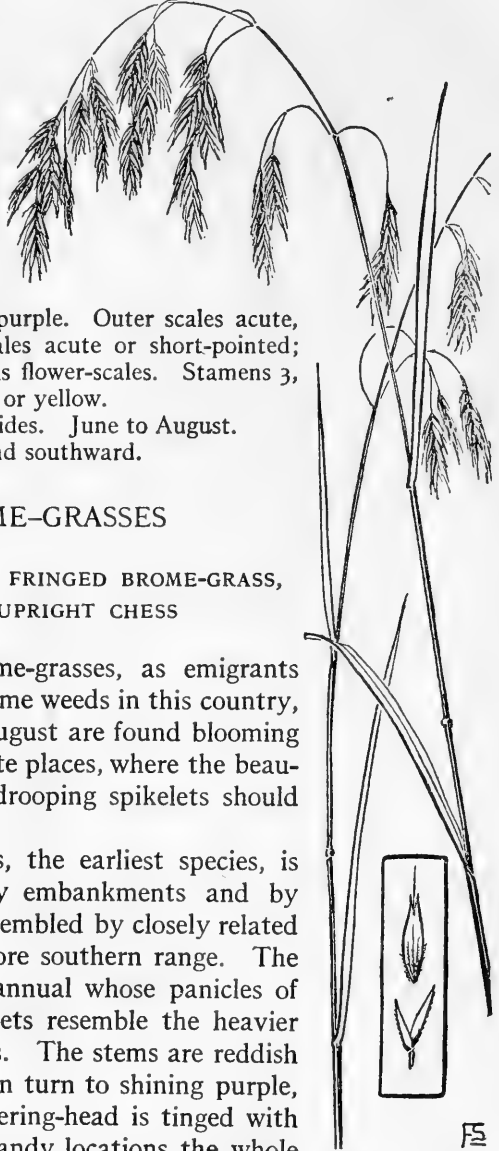 purple. Outer scales acute,
ales acute or short-pointed;
s flower-scales. Stamens 3,
or yellow.
ides. June to August.
nd southward.
ME–GRASSES
FRINGED BROME-GRASS,
UPRIGHT CHESS
me-grasses, as emigrants
me weeds in this country,
ugust are found blooming
te places, where the beau-
drooping spikelets should
s, the earliest species, is
y embankments and by
sembled by closely related
ore southern range. The
annual whose panicles of
ets resemble the heavier
s. The stems are reddish
n turn to shining purple,
ering-head is tinged with
andy locations the whole
FS